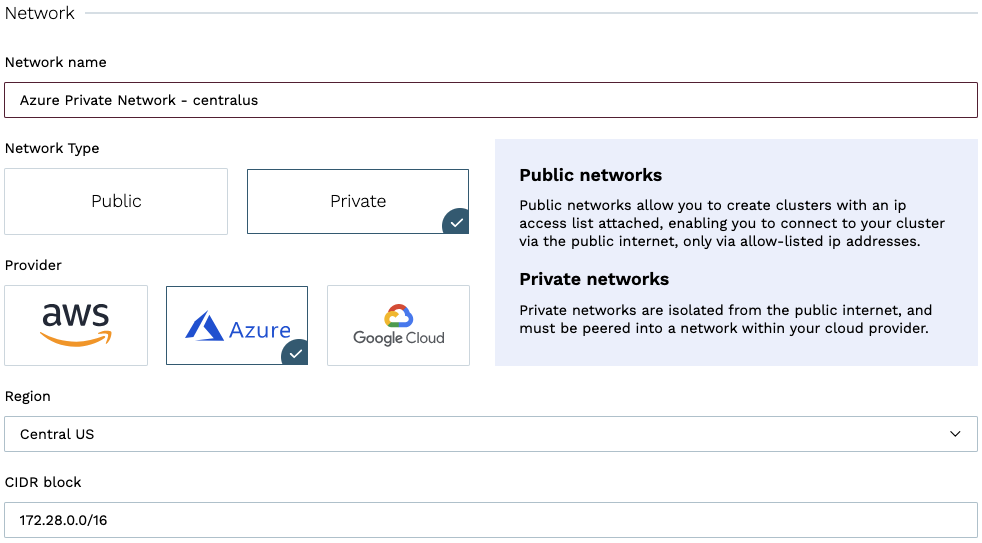 Network
Network name
Azure Private Network - centralus
Network Type
Public
Private
Provider
aws
Azure
Google Cloud
Public networks
Public networks allow you to create clusters with an ip
access list attached, enabling you to connect to your cluster
via the public internet, only via allow-listed ip addresses.
Private networks
Private networks are isolated from the public internet, and
must be peered into a network within your cloud provider.
Region
Central US
CIDR block
172.28.0.0/16